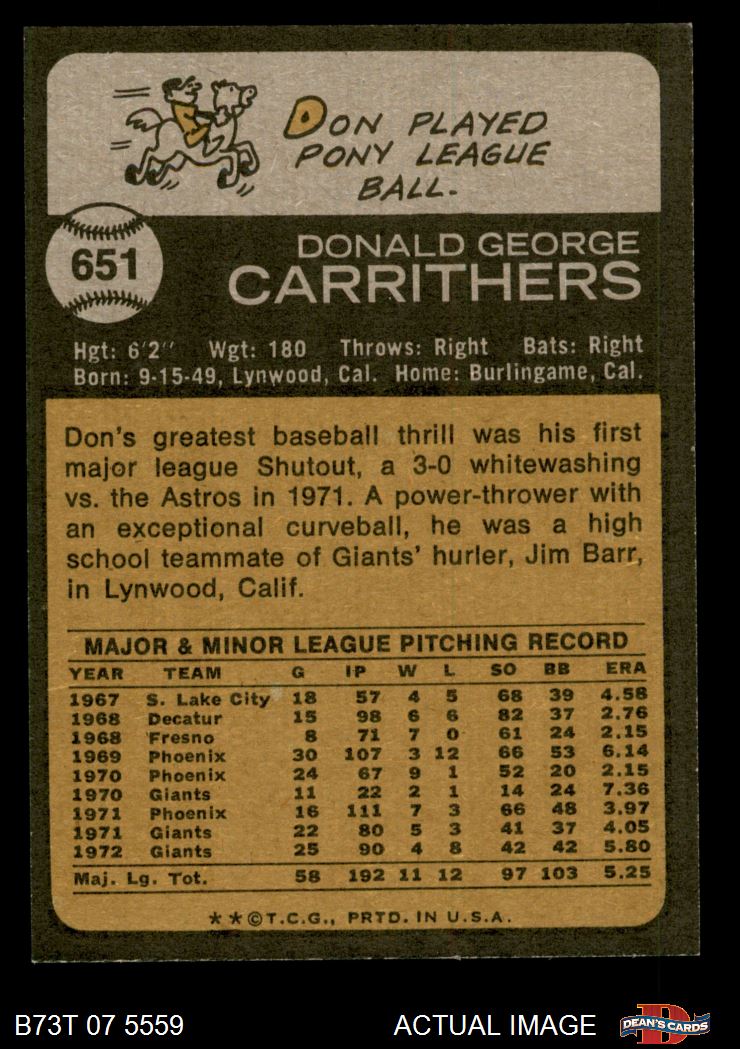 DON PLAYED
PONY LEAGUE
BALL.
651
DONALD GEORGE
CARRITHERS
Hgt: 6'2" Wgt: 180 Throws: Right Bats: Right
Born: 9-15-49, Lynwood, Cal. Home: Burlingame, Cal.
Don's greatest baseball thrill was his first
major league Shutout, a 3-0 whitewashing
vs. the Astros in 1971. A power-thrower with
an exceptional curveball, he was a high
school teammate of Giants' hurler, Jim Barr,
in Lynwood, Calif.
MAJOR & MINOR LEAGUE PITCHING RECORD
YEAR TEAM G IP W L SO BB ERA
1967 S. Lake City 18 57 4 5 68 39 4.58
1968 Decatur 15 98 6 6 82 37 2.76
1968 Fresno 8 71 7 0 61 24 2.15
1969 Phoenix 30 107 3 12 66 53 6.14
1970 Phoenix 24 67 9 1 52 20 2.15
1970 Giants 11 22 2 1 14 24 7.36
1971 Phoenix 16 111 7 3 66 48 3.97
1971 Giants 22 80 5 3 41 37 4.05
1972 Giants 25 90 4 8 42 42 5.80
Maj. Lg. Tot. 58 192 11 12 97 103 5.25
**©T.C.G., PRTD. IN U.S.A.
B73T 07 5559 ACTUAL IMAGE D DEAN'S CARDS